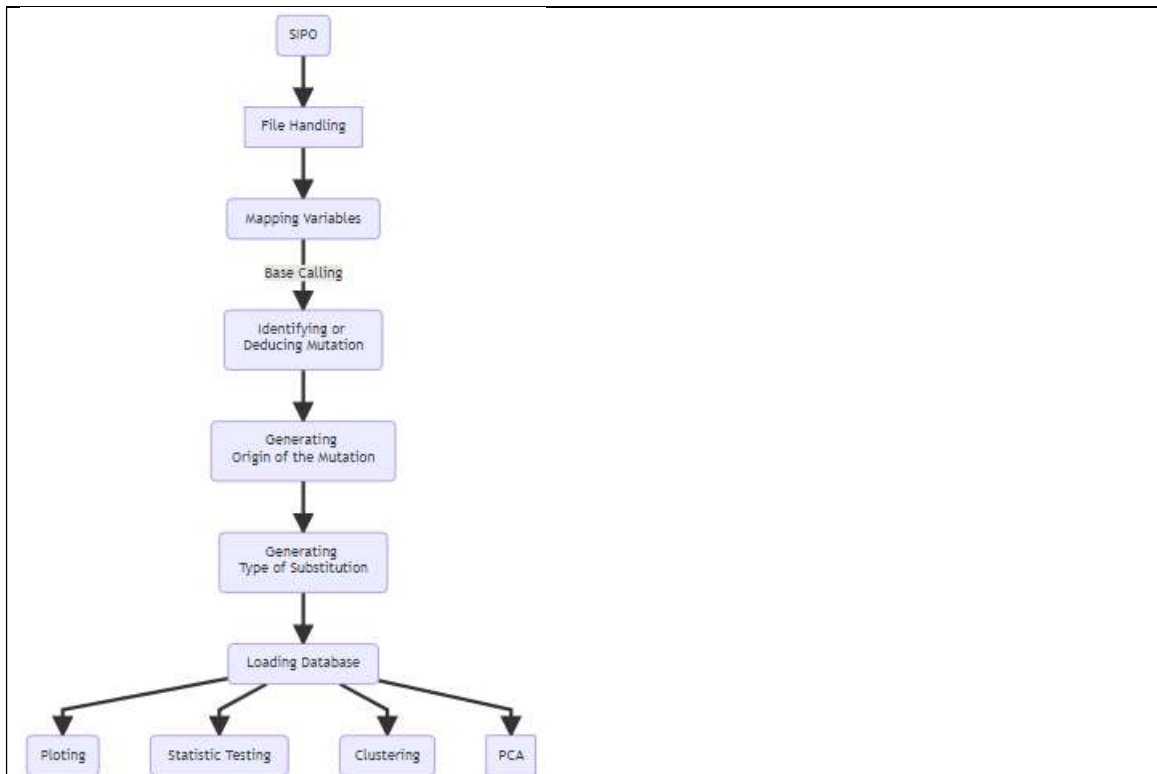 SIPO
File Handling
Mapping Variables
Base Calling
Identifying or
Deducing Mutation
Generating
Origin of the Mutation
Generating
Type of Substitution
Loading Database
Ploting
Statistic Testing
Clustering
PCA